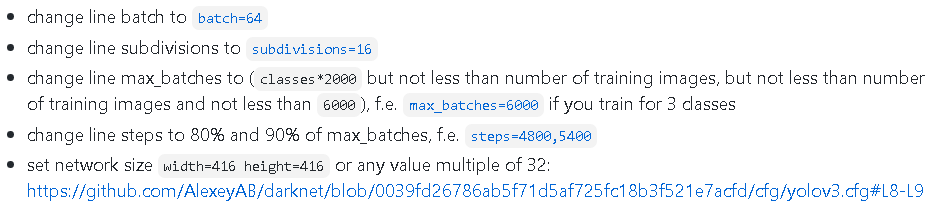 change line batch to batch=64
change line subdivisions to subdivisions=16
change line max_batches to ( classes*2000 but not less than number of training images, but not less than number
of training images and not less than 6000 ), f.e. max_batches=6000 if you train for 3 classes
change line steps to 80% and 90% of max_batches, f.e. steps=4800,5400
set network size width=416 height=416 or any value multiple of 32:
https://github.com/AlexeyAB/darknet/blob/0039fd26786ab5f71d5af725fc18b3f521e7acfd/cfg/yolov3.cfg#L8-L9